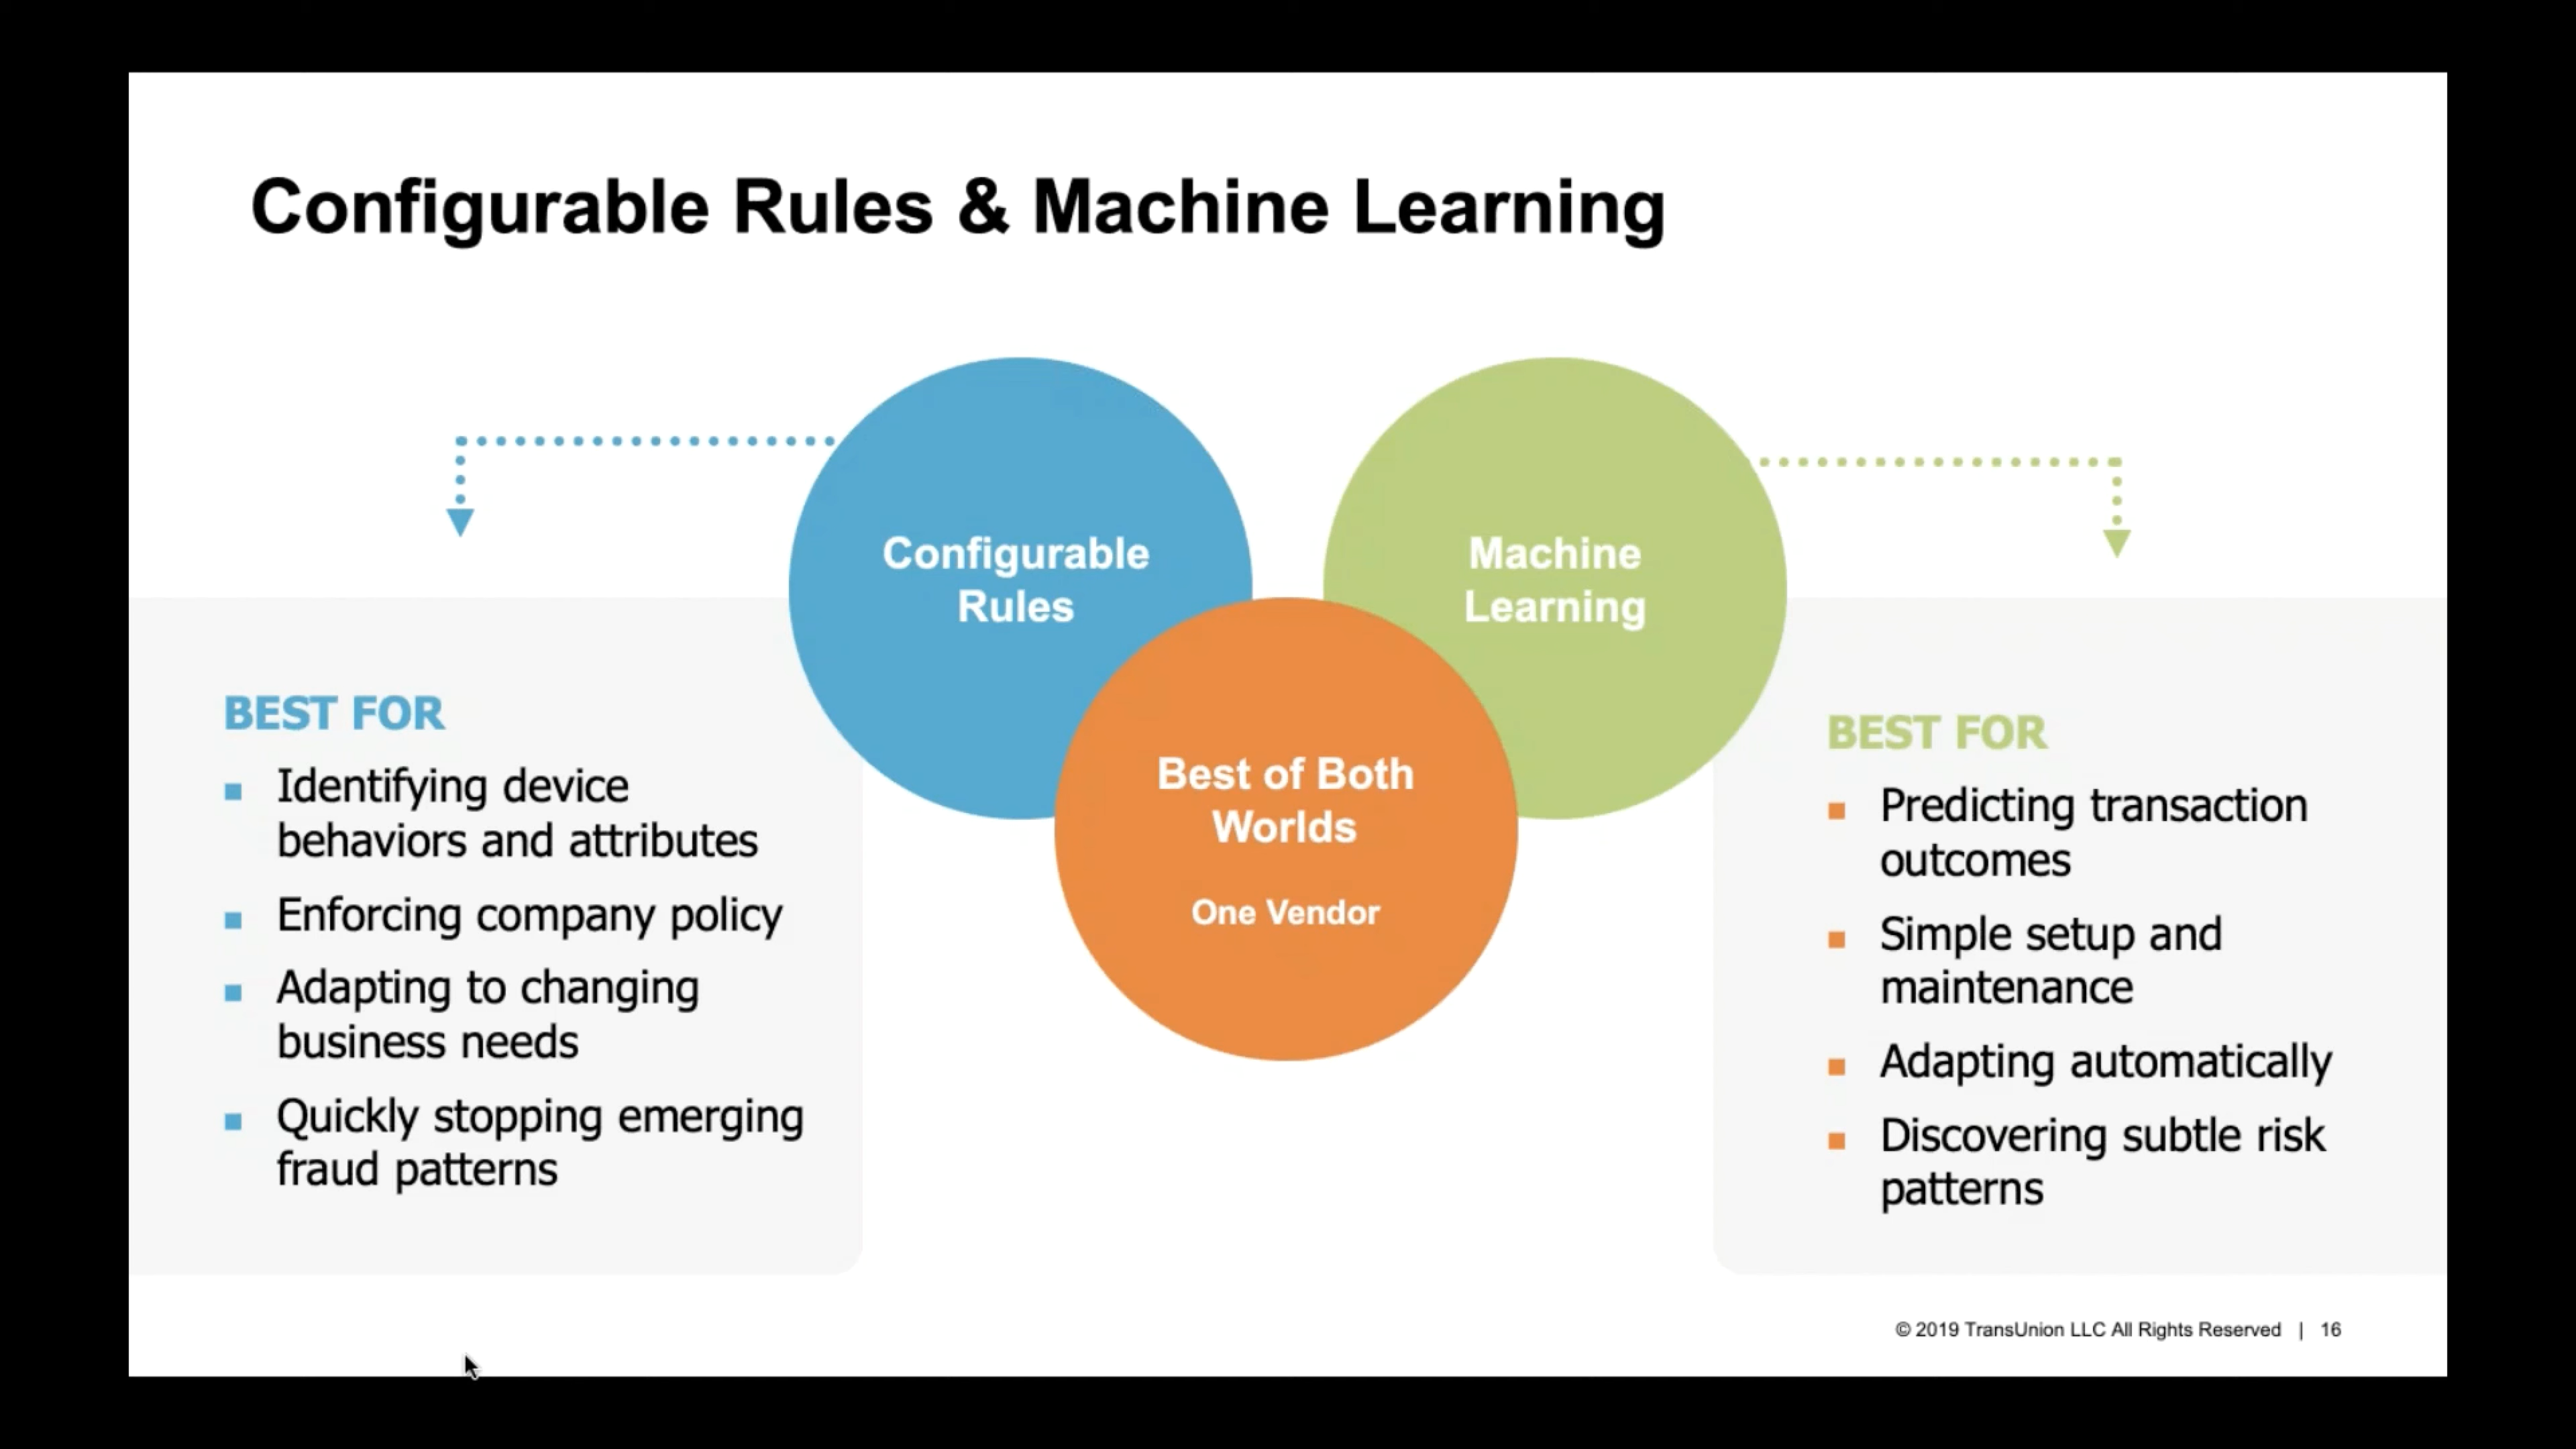 Configurable Rules & Machine Learning
Configurable
Rules
Machine
Learning
Best of Both
Worlds
One Vendor
BEST FOR
Identifying device
behaviors and attributes
Enforcing company policy
Adapting to changing
business needs
Quickly stopping emerging
fraud patterns
BEST FOR
Predicting transaction
outcomes
Simple setup and
maintenance
Adapting automatically
Discovering subtle risk
patterns
© 2019 TransUnion LLC All Rights Reserved | 16